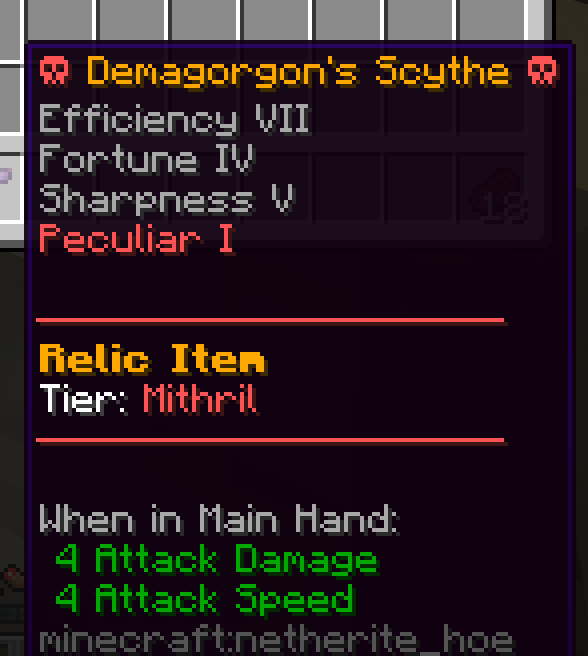 ☠ Demagorgon's Scythe ☠
Efficiency VII
Fortune IV
Sharpness V
Peculiar I
Relic Item
Tier: Mithril
When in Main Hand:
4 Attack Damage
4 Attack Speed
minecraft:netherite_hoe